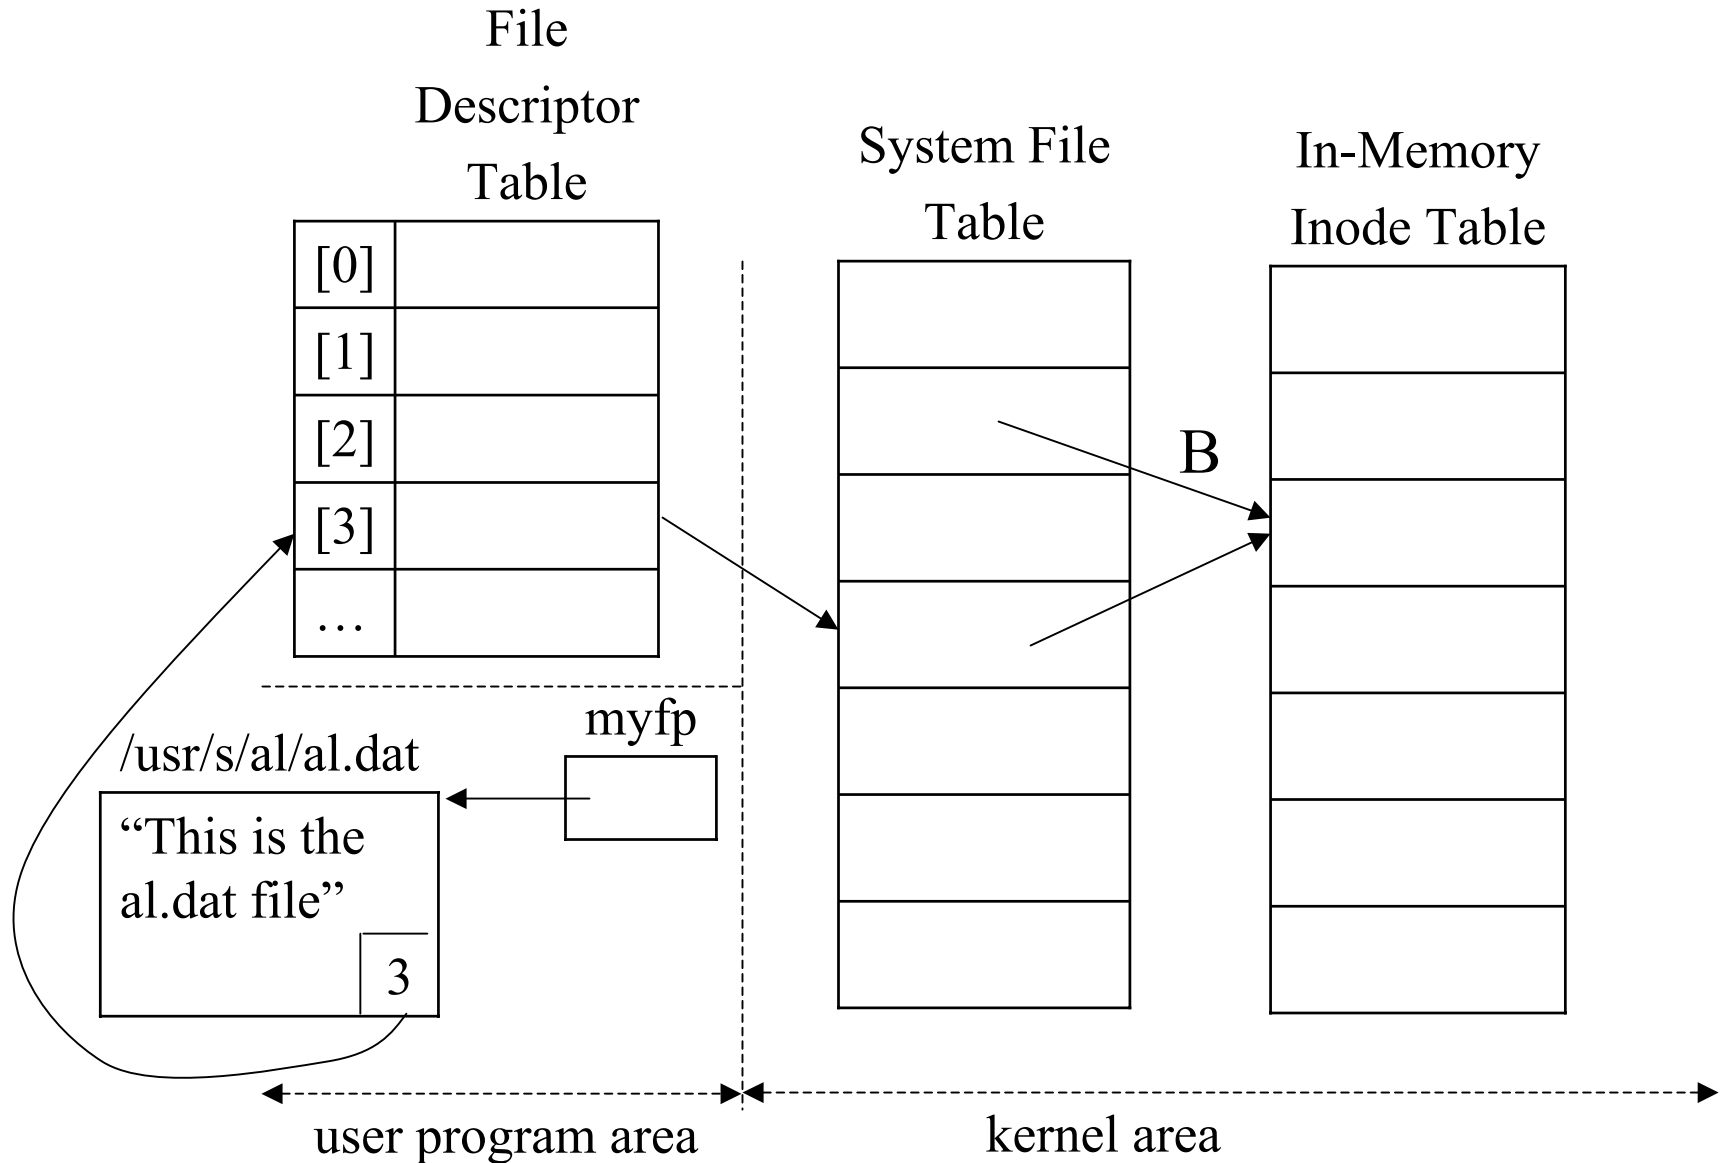 File
Descriptor
Table
System File
Table
In-Memory
Inode Table
[0]
[1]
[2]
[3]
…
B
myfp
/usr/s/al/al.dat
“This is the
al.dat file”
3
user program area
kernel area